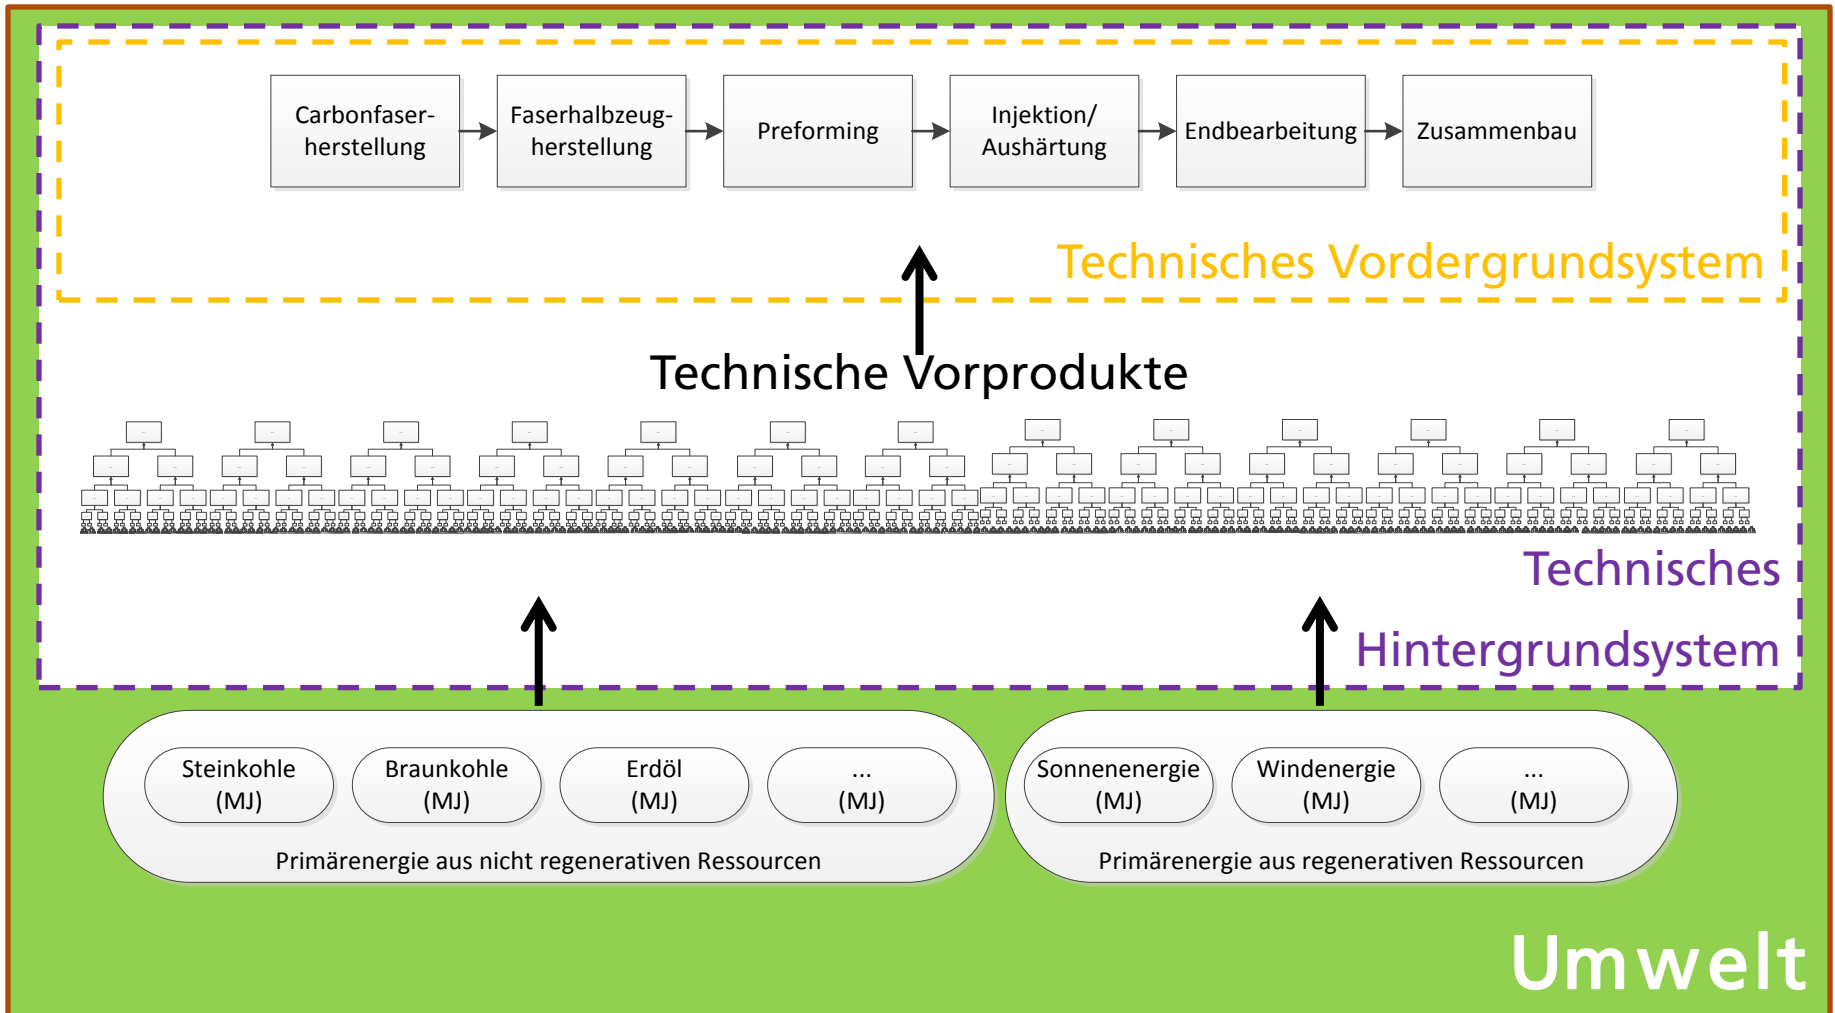 Carbonfaser-
herstellung
Faserhalbzeug-
herstellung
Preforming
Injektion/
Aushärtung
Endbearbeitung
Zusammenbau
Technisches Vordergrundsystem
Technische Vorprodukte
Technisches
Hintergrundsystem
Steinkohle
(MJ)
Braunkohle
(MJ)
Erdöl
(MJ)
...
(MJ)
Primärenergie aus nicht regenerativen Ressourcen
Sonnenenergie
(MJ)
Windenergie
(MJ)
...
(MJ)
Primärenergie aus regenerativen Ressourcen
Umwelt